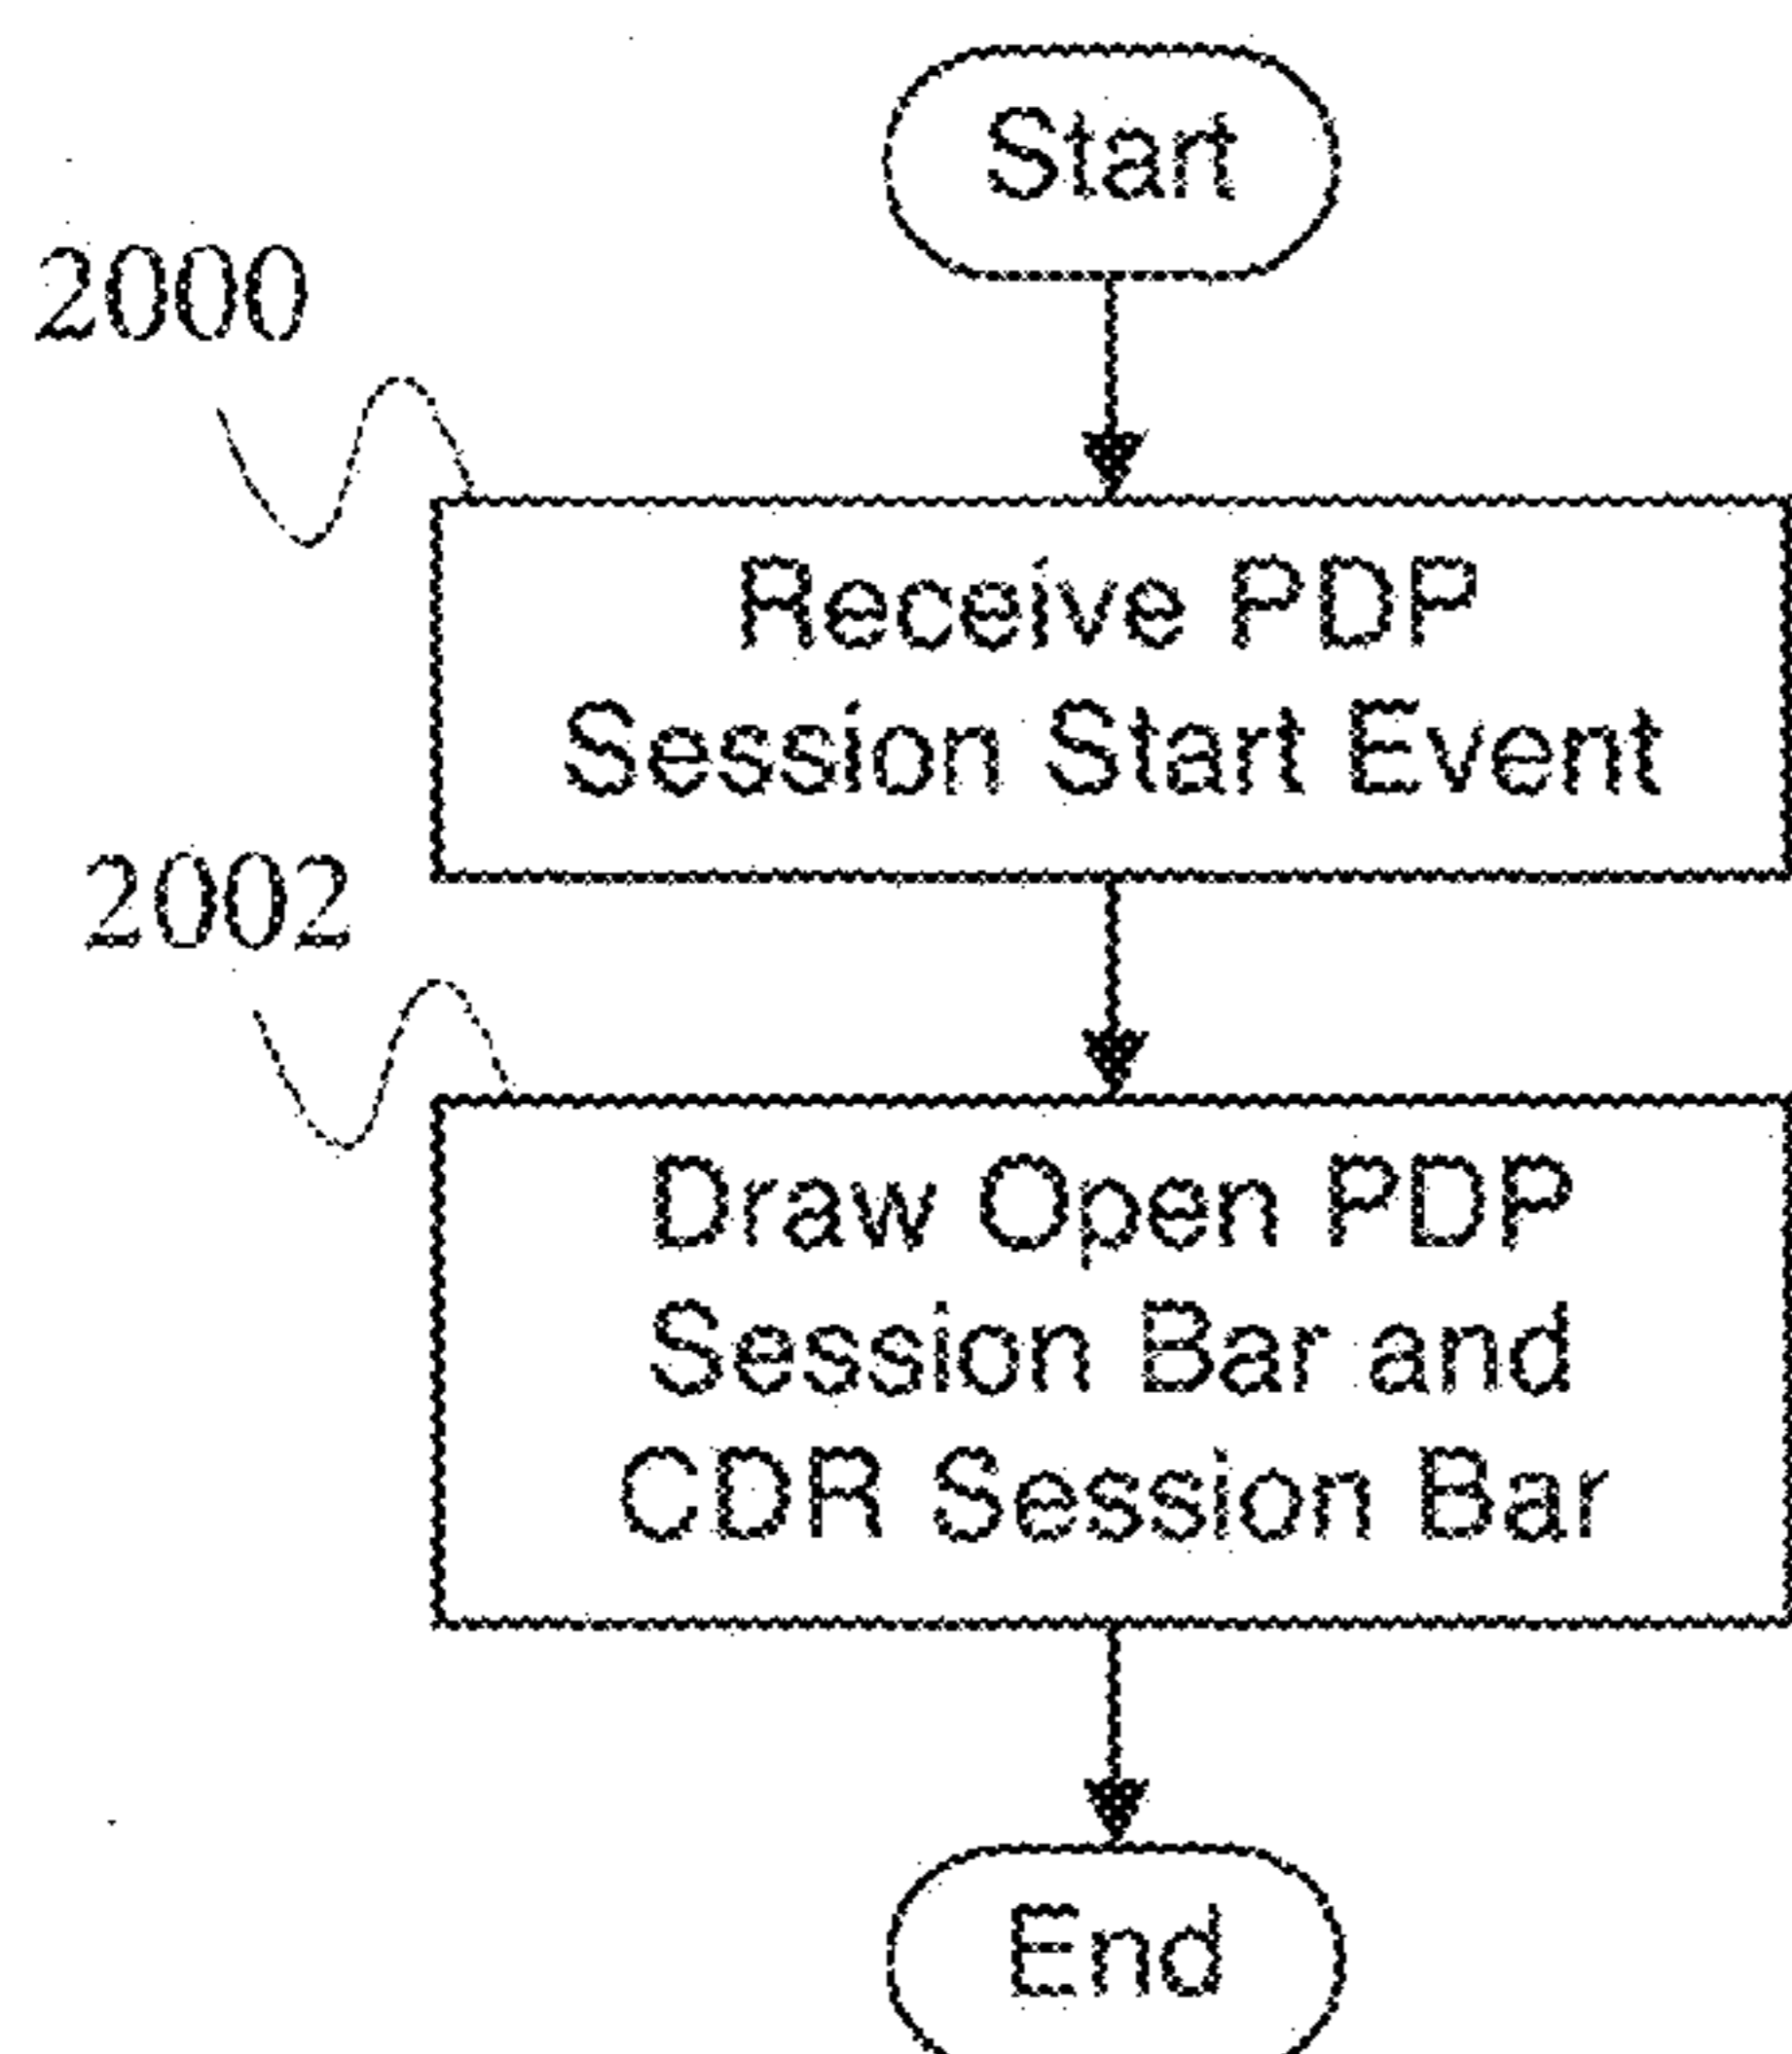 Start
2000
Receive PDP
Session Start Event
2002
Draw Open PDP
Session Bar and
CDR Session Bar
End